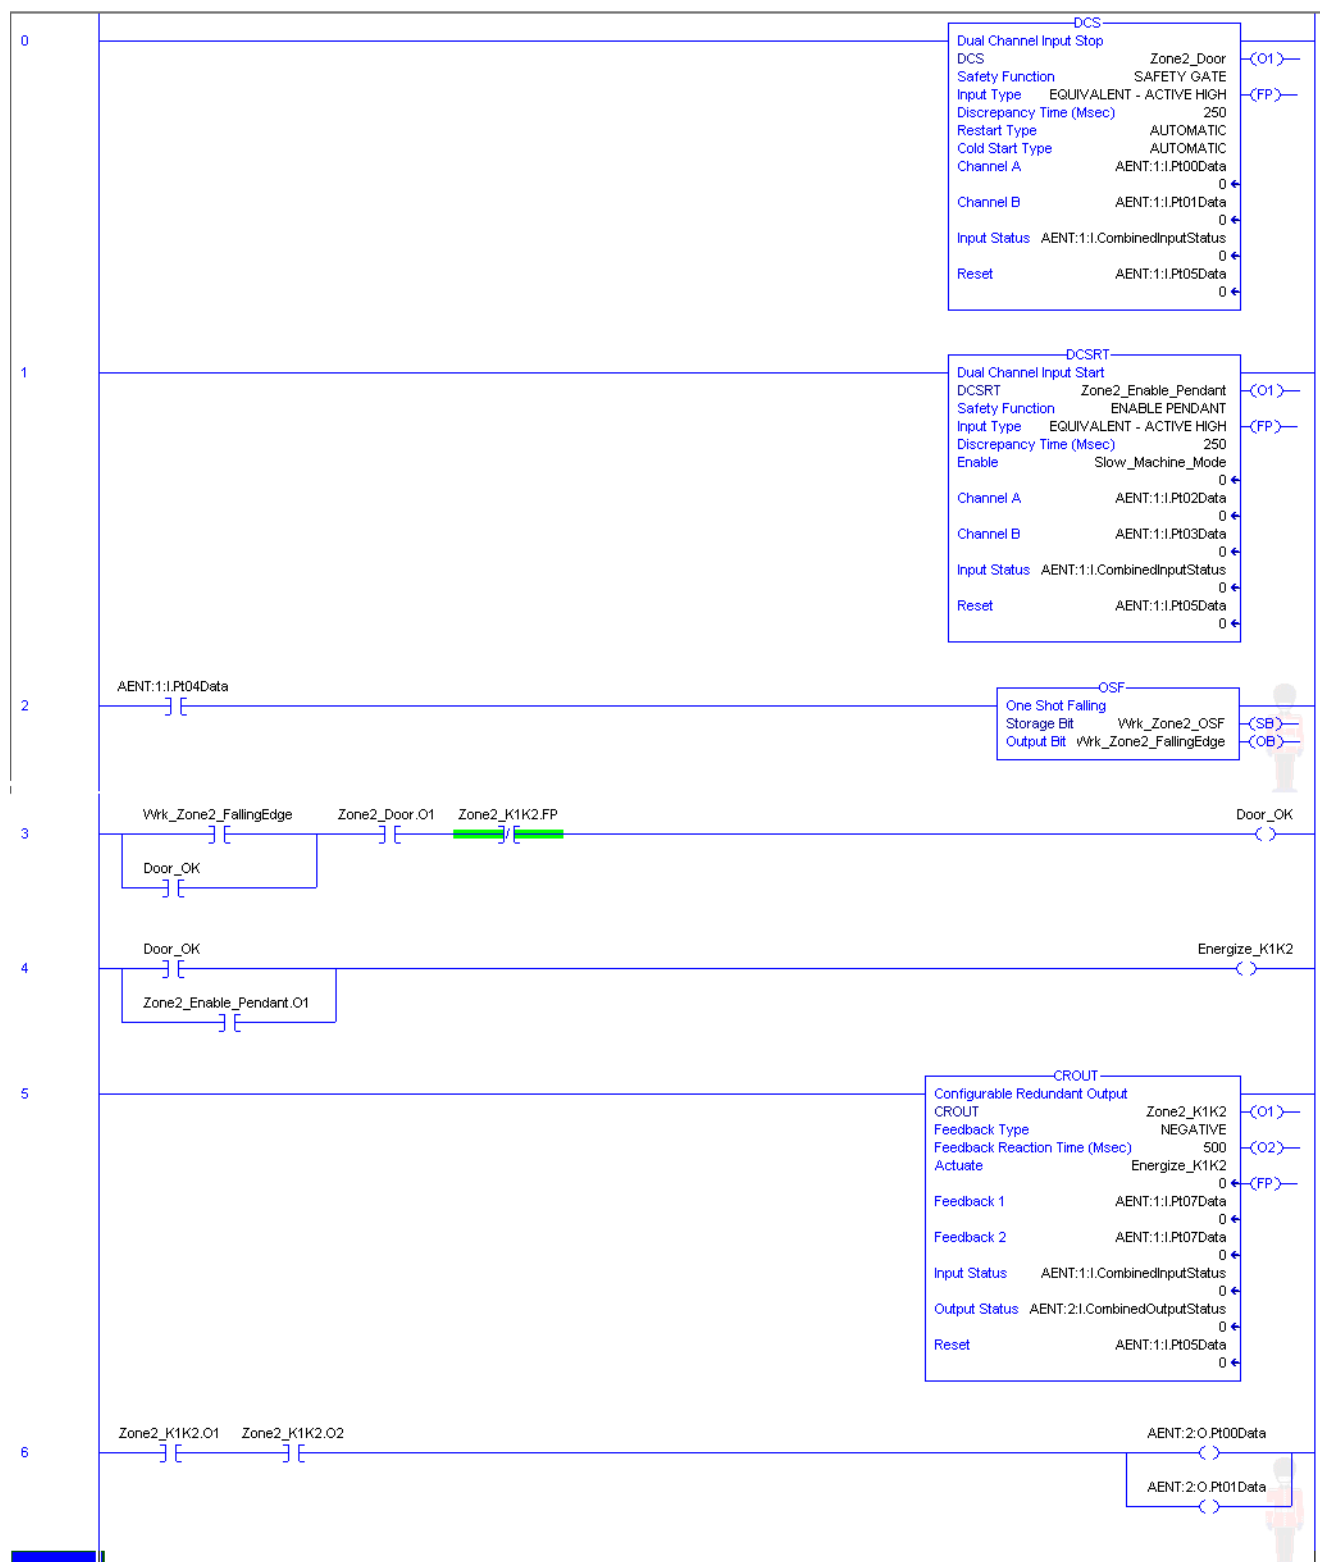 DCS
0
Dual Channel Input Stop
DCS Zone2_Door (O1)
Safety Function SAFETY GATE
Input Type EQUIVALENT - ACTIVE HIGH (FP)
Discrepancy Time (Msec) 250
Restart Type AUTOMATIC
Cold Start Type AUTOMATIC
Channel A AENT:1:I.Pt00Data
0
Channel B AENT:1:I.Pt01Data
0
Input Status AENT:1:I.CombinedInputStatus
0
Reset AENT:1:I.Pt05Data
0
DCSRT
1
Dual Channel Input Start
DCSRT Zone2_Enable_Pendant (O1)
Safety Function ENABLE PENDANT
Input Type EQUIVALENT - ACTIVE HIGH (FP)
Discrepancy Time (Msec) 250
Enable Slow_Machine_Mode
0
Channel A AENT:1:I.Pt02Data
0
Channel B AENT:1:I.Pt03Data
0
Input Status AENT:1:I.CombinedInputStatus
0
Reset AENT:1:I.Pt05Data
0
AENT:1:I.Pt04Data OSF
2
One Shot Falling
Storage Bit Wrk_Zone2_OSF (SB)
Output Bit Wrk_Zone2_FallingEdge (OB)
Wrk_Zone2_FallingEdge Zone2_Door.O1 Zone2_K1K2.FP Door_OK
3
Door_OK
Door_OK Energize_K1K2
4
Zone2_Enable_Pendant.O1
CROUT
5
Configurable Redundant Output
CROUT Zone2_K1K2 (O1)
Feedback Type NEGATIVE
Feedback Reaction Time (Msec) 500 (O2)
Actuate Energize_K1K2
0 (FP)
Feedback 1 AENT:1:I.Pt07Data
0
Feedback 2 AENT:1:I.Pt07Data
0
Input Status AENT:1:I.CombinedInputStatus
0
Output Status AENT:2:I.CombinedOutputStatus
0
Reset AENT:1:I.Pt05Data
0
Zone2_K1K2.O1 Zone2_K1K2.O2 AENT:2:O.Pt00Data
6
AENT:2:O.Pt01Data